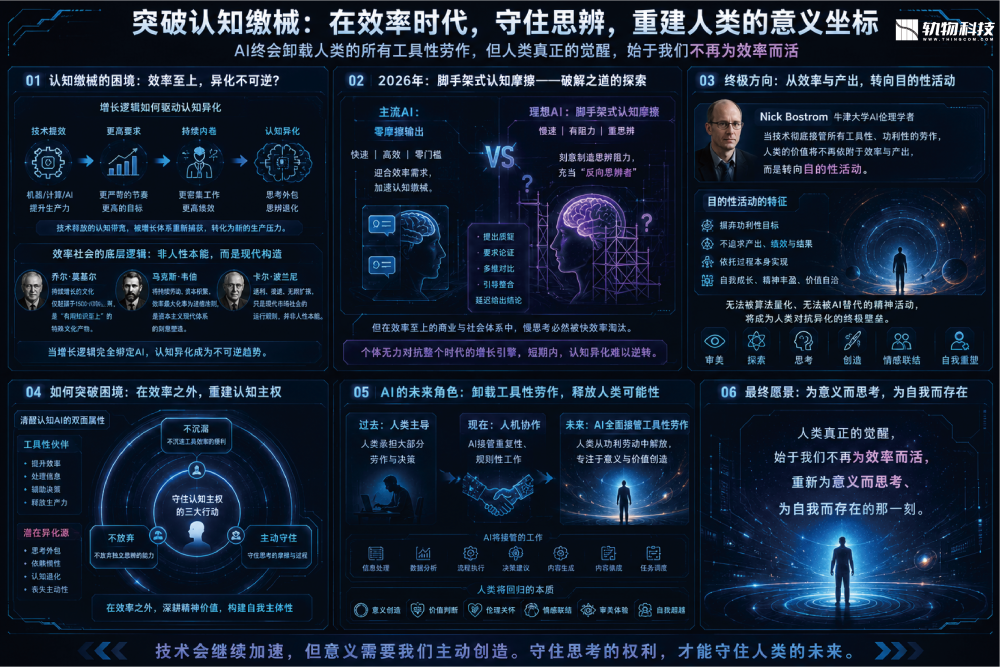 突破认知缴械：在效率时代，守住思辨，重建人类的意义坐标
AI终会卸载人类的所有工具性劳作，但人类真正的觉醒，始于我们不再为效率而活
轨物科技
WWW.THINGCOM.COM
01 认知缴械的困境：效率至上，异化不可逆？
增长逻辑如何驱动认知异化
技术提效
更高要求
持续内卷
认知异化
机器/计算/AI
提升生产力
更严苛的节奏
更高的目标
更密集工作
更高绩效
思考外包
思辨退化
技术释放的认知带宽，被增长体系重新捕获，转化为新的生产压力。
效率社会的底层逻辑：非人性本能，而是现代构造
乔尔·莫基尔
持续增长的文化
是“有用知识至上”的
特殊文化产物。
马克斯·韦伯
将持续劳动、资本积累、
效率最大化奉为道德准则，
是资本主义现代体系
的刻意塑造。
卡尔·波兰尼
逐利、提速、无限扩张，
只是现代市场社会的
运行规则，并非人性本能。
当增长逻辑完全绑定AI，认知异化成为不可逆趋势。
02 2026年：脚手架式认知摩擦——破解之道的探索
主流AI：
零摩擦输出
快速 | 高效 | 零门槛
迎合效率需求，
加速认知缴械。
VS
理想AI：脚手架式认知摩擦
慢速 | 有阻力 | 重思辨
刻意制造思辨阻力，
充当“反向思辨者”
?
?
• 提出质疑
• 要求论证
• 多维对比
• 引导整合
延迟给出结论
但在效率至上的商业与社会体系中，慢思考必然被快效率淘汰。
个体无力对抗整个时代的增长引擎，短期内，认知异化难以逆转。
03 终极方向：从效率与产出，转向目的性活动
Nick Bostrom 牛津大学AI伦理学者
当技术彻底接管所有工具性、功利性的劳作，
人类的价值将不再依附于效率与产出，
而是转向目的性活动。
目的性活动的特征
摒弃功利性目标
不追求产出、绩效与结果
依托过程本身实现
自我成长、精神丰盈、价值自洽
无法被算法量化，无法被AI替代的精神活动，
将成为人类对抗异化的终极壁垒。
审美
探索
思考
创造
情感联结
自我重塑
04 如何突破困境：在效率之外，重建认知主权
清醒认知AI的双面属性
工具性伙伴
• 提升效率
• 处理信息
• 辅助决策
• 释放生产力
潜在异化源
• 思考外包
• 依赖惯性
• 认知退化
• 丧失主动性
不沉溺
不沉迷工具效率的便利
守住认知主权
的三大行动
不放弃
不放弃独立思辨的能力
主动守住
守住思考的摩擦与过程
在效率之外，深耕精神价值，构建自我主体性
05 AI的未来角色：卸载工具性劳作，释放人类可能性
过去：人类主导
人类承担大部分
劳作与决策
现在：人机协作
AI接管重复性、
规则性工作
未来：AI全面接管工具性劳作
人类从功利劳动中解放，
专注于意义与价值创造
AI将接管的工作
信息处理
数据分析
流程执行
决策建议
内容生成
任务调度
人类将回归的本质
意义创造
价值判断
伦理关怀
情感联结
审美体验
自我超越
06 最终愿景：为意义而思考，为自我而存在
人类真正的觉醒，
始于我们不再为效率而活，
重新为意义而思考、
为自我而存在的那一刻。
技术会继续加速，但意义需要我们主动创造。守住思考的权利，才能守住人类的未来。